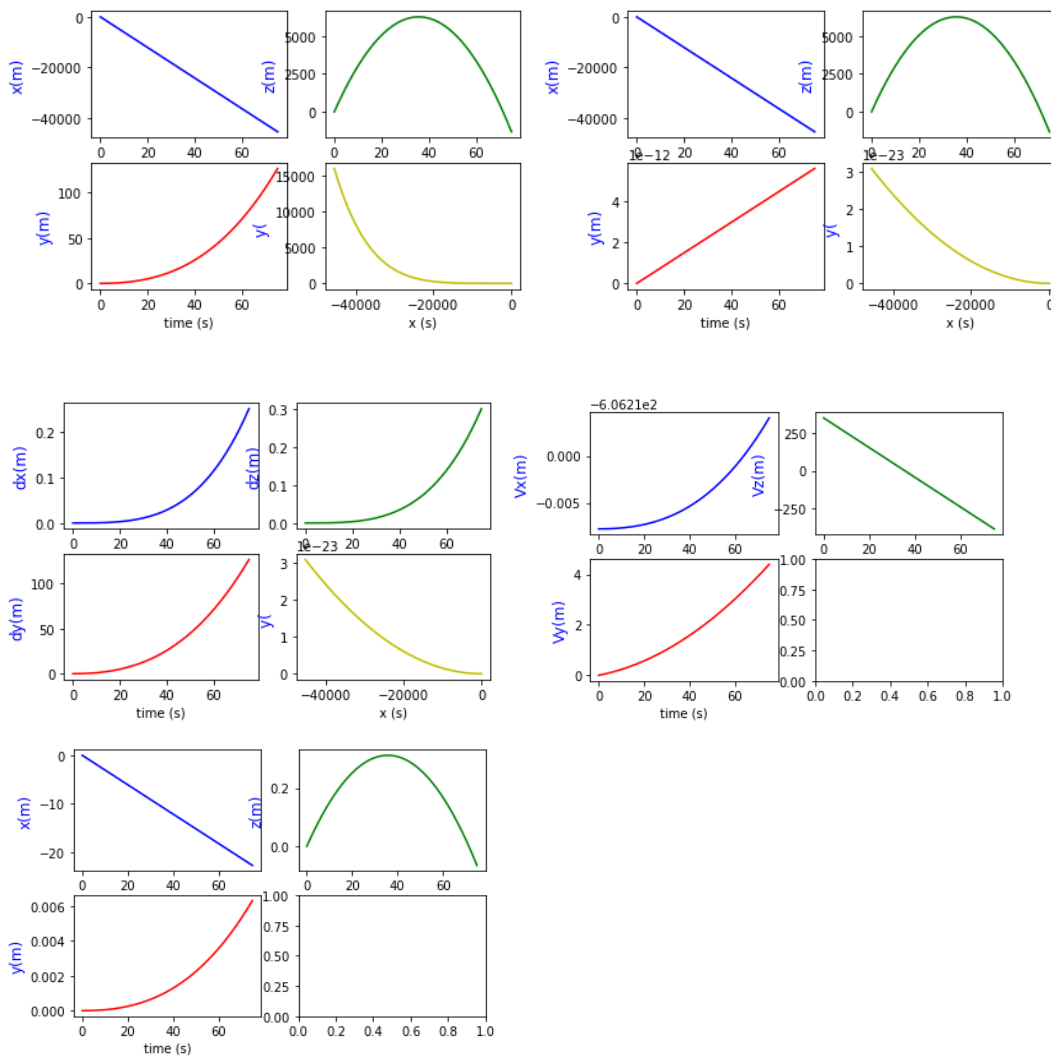 0
−20000
−40000
x(m)
0 20 40 60
5000
2500
0
z(m)
0 20 40 60
0
−20000
−40000
x(m)
0 20 40 60
5000
2500
0
z(m)
0 20 40 60
100
50
0
y(m)
0 20 40 60
time (s)
15000
10000
5000
0
y(
−40000 −20000 0
x (s)
1e−12
4
2
0
y(m)
0 20 40 60
time (s)
1e−23
3
2
1
0
y(
−40000 −20000 0
x (s)
0.2
0.1
0.0
dx(m)
0 20 40 60
0.3
0.2
0.1
0.0
dz(m)
0 20 40 60
−6.0621e2
0.000
−0.005
Vx(m)
0 20 40 60
250
0
−250
Vz(m)
0 20 40 60
100
50
0
dy(m)
0 20 40 60
time (s)
1e−23
3
2
1
0
y(
−40000 −20000 0
x (s)
4
2
0
Vy(m)
0 20 40 60
time (s)
1.00
0.75
0.50
0.25
0.00
0.0 0.2 0.4 0.6 0.8 1.0
0
−10
−20
x(m)
0 20 40 60
0.2
0.0
z(m)
0 20 40 60
0.006
0.004
0.002
0.000
y(m)
0 20 40 60
time (s)
1.00
0.75
0.50
0.25
0.00
0.0 0.2 0.4 0.6 0.8 1.0